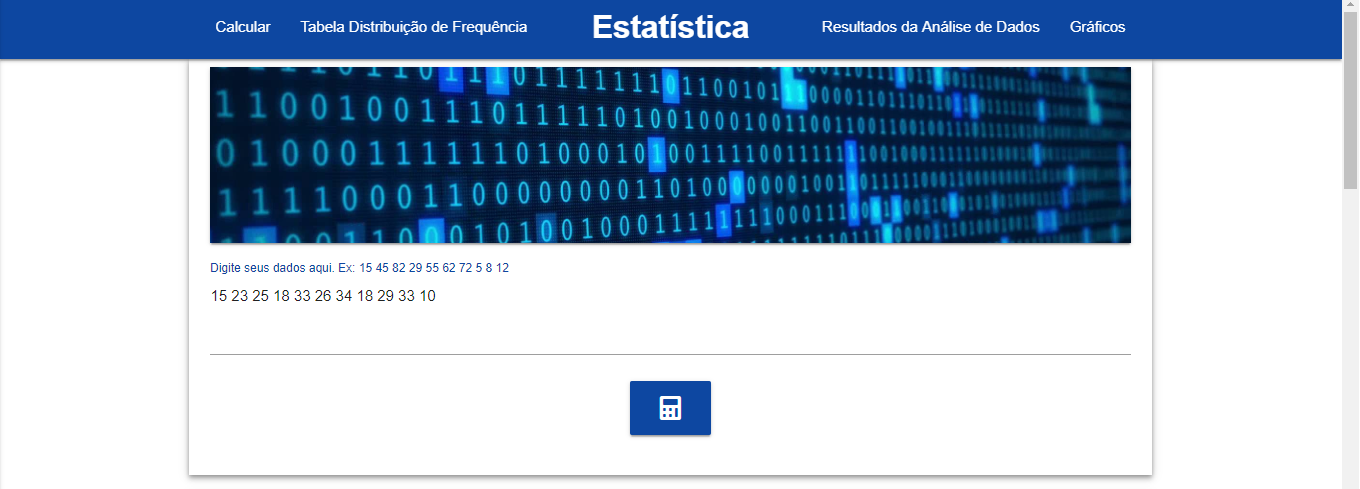 Calcular Tabela Distribuição de Frequência Estatística Resultados da Análise de Dados Gráficos
Digite seus dados aqui. Ex: 15 45 82 29 55 62 72 5 8 12
15 23 25 18 33 26 34 18 29 33 10